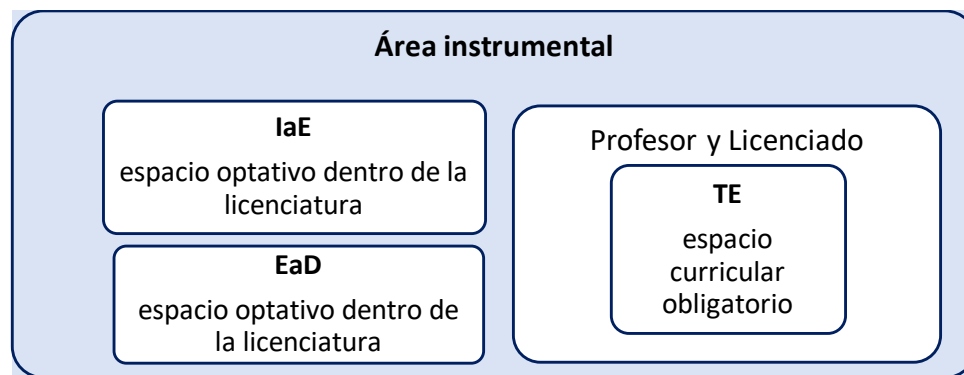 Área instrumental
IaE
espacio optativo dentro de la
licenciatura
EaD
espacio optativo dentro de
la licenciatura
Profesor y Licenciado
TE
espacio
curricular
obligatorio